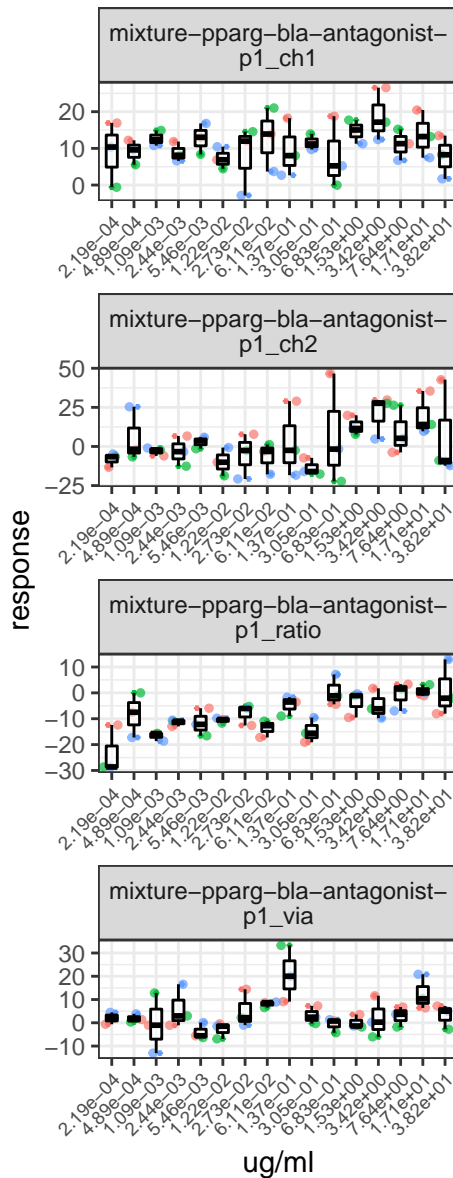 mixture−pparg−bla−antagonist−
p1_ch1
20
10
0
2.19e−04
4.89e−04
1.09e−03
2.44e−03
5.46e−03
1.22e−02
2.73e−02
6.11e−02
1.37e−01
3.05e−01
6.83e−01
1.53e+00
3.42e+00
7.64e+00
1.71e+01
3.82e+01
mixture−pparg−bla−antagonist−
p1_ch2
50
25
0
−25
2.19e−04
4.89e−04
1.09e−03
2.44e−03
5.46e−03
1.22e−02
2.73e−02
6.11e−02
1.37e−01
3.05e−01
6.83e−01
1.53e+00
3.42e+00
7.64e+00
1.71e+01
3.82e+01
response
mixture−pparg−bla−antagonist−
p1_ratio
10
0
−10
−20
−30
2.19e−04
4.89e−04
1.09e−03
2.44e−03
5.46e−03
1.22e−02
2.73e−02
6.11e−02
1.37e−01
3.05e−01
6.83e−01
1.53e+00
3.42e+00
7.64e+00
1.71e+01
3.82e+01
mixture−pparg−bla−antagonist−
p1_via
30
20
10
0
−10
2.19e−04
4.89e−04
1.09e−03
2.44e−03
5.46e−03
1.22e−02
2.73e−02
6.11e−02
1.37e−01
3.05e−01
6.83e−01
1.53e+00
3.42e+00
7.64e+00
1.71e+01
3.82e+01
ug/ml